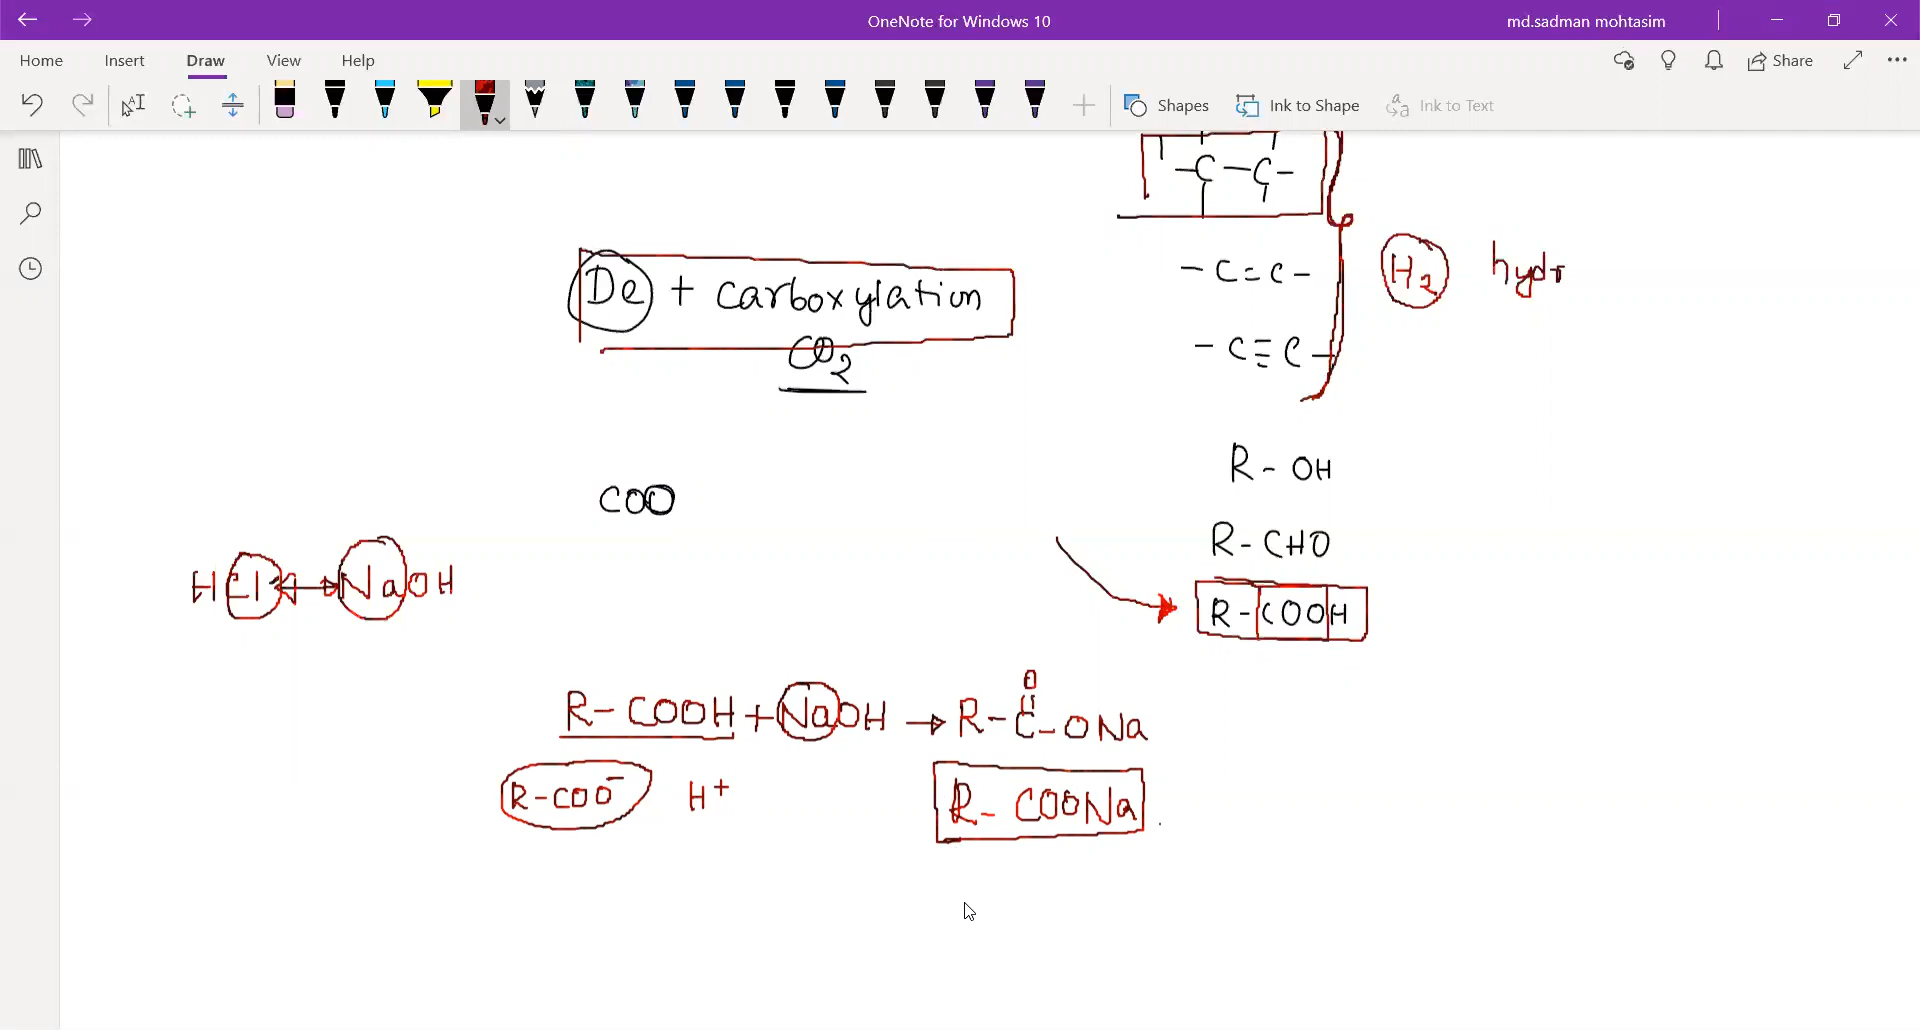 OneNote for Windows 10
md.sadman mohtasim
Home Insert Draw View Help
Share
Shapes Ink to Shape Ink to Text
-C-C-
De + carboxylation
CO2
-C=C-
H2 hydr
-C≡C-
R-OH
COO
R-CHO
HCl NaOH
R-COOH
R-COOH + NaOH → R-C-ONa
O
R-COO⁻ H⁺
R-COONa